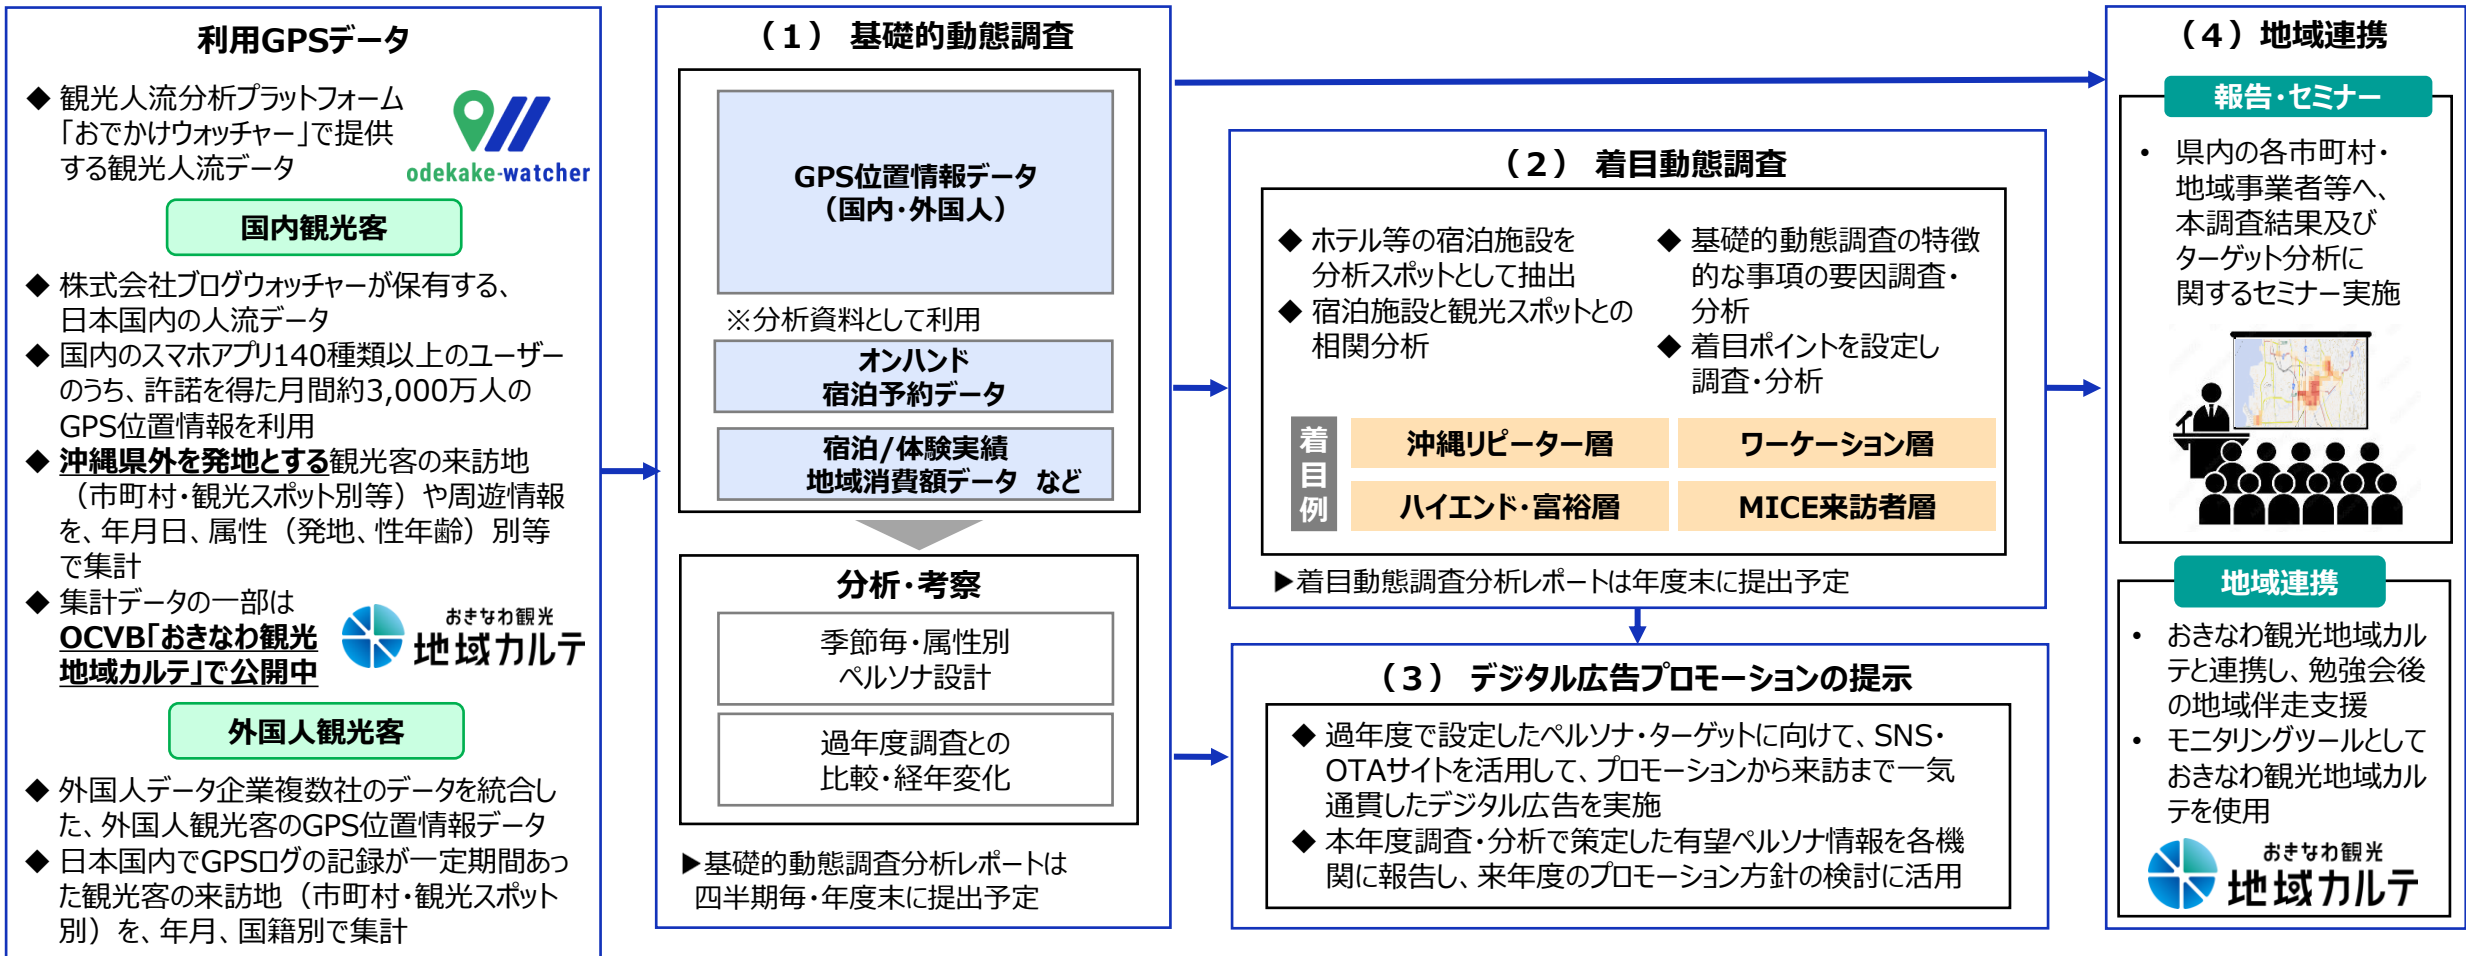 利用GPSデータ
◆ 観光人流分析プラットフォーム
「おでかけウォッチャー」で提供
する観光人流データ
odekake-watcher
国内観光客
◆ 株式会社ブログウォッチャーが保有する、
日本国内の人流データ
◆ 国内のスマホアプリ140種類以上のユーザー
のうち、許諾を得た月間約3,000万人の
GPS位置情報を利用
◆ 沖縄県外を発地とする観光客の来訪地
（市町村・観光スポット別等）や周遊情報
を、年月日、属性（発地、性年齢）別等
で集計
◆ 集計データの一部は
OCVB「おきなわ観光
地域カルテ」で公開中
おきなわ観光
地域カルテ
外国人観光客
◆ 外国人データ企業複数社のデータを統合し
た、外国人観光客のGPS位置情報データ
◆ 日本国内でGPSログの記録が一定期間あっ
た観光客の来訪地（市町村・観光スポット
別）を、年月、国籍別で集計
（１） 基礎的動態調査
GPS位置情報データ
（国内・外国人）
※分析資料として利用
オンハンド
宿泊予約データ
宿泊/体験実績
地域消費額データ など
分析・考察
季節毎・属性別
ペルソナ設計
過年度調査との
比較・経年変化
▶基礎的動態調査分析レポートは
四半期毎・年度末に提出予定
（２） 着目動態調査
◆ ホテル等の宿泊施設を
分析スポットとして抽出
◆ 宿泊施設と観光スポットとの
相関分析
◆ 基礎的動態調査の特徴
的な事項の要因調査・
分析
◆ 着目ポイントを設定し
調査・分析
着目例
沖縄リピーター層
ワーケーション層
ハイエンド・富裕層
MICE来訪者層
▶着目動態調査分析レポートは年度末に提出予定
（３） デジタル広告プロモーションの提示
◆ 過年度で設定したペルソナ・ターゲットに向けて、SNS・
OTAサイトを活用して、プロモーションから来訪まで一気
通貫したデジタル広告を実施
◆ 本年度調査・分析で策定した有望ペルソナ情報を各機
関に報告し、来年度のプロモーション方針の検討に活用
（４）地域連携
報告・セミナー
• 県内の各市町村・
地域事業者等へ、
本調査結果及び
ターゲット分析に
関するセミナー実施
地域連携
• おきなわ観光地域カル
テと連携し、勉強会後
の地域伴走支援
• モニタリングツールとして
おきなわ観光地域カル
テを使用
おきなわ観光
地域カルテ